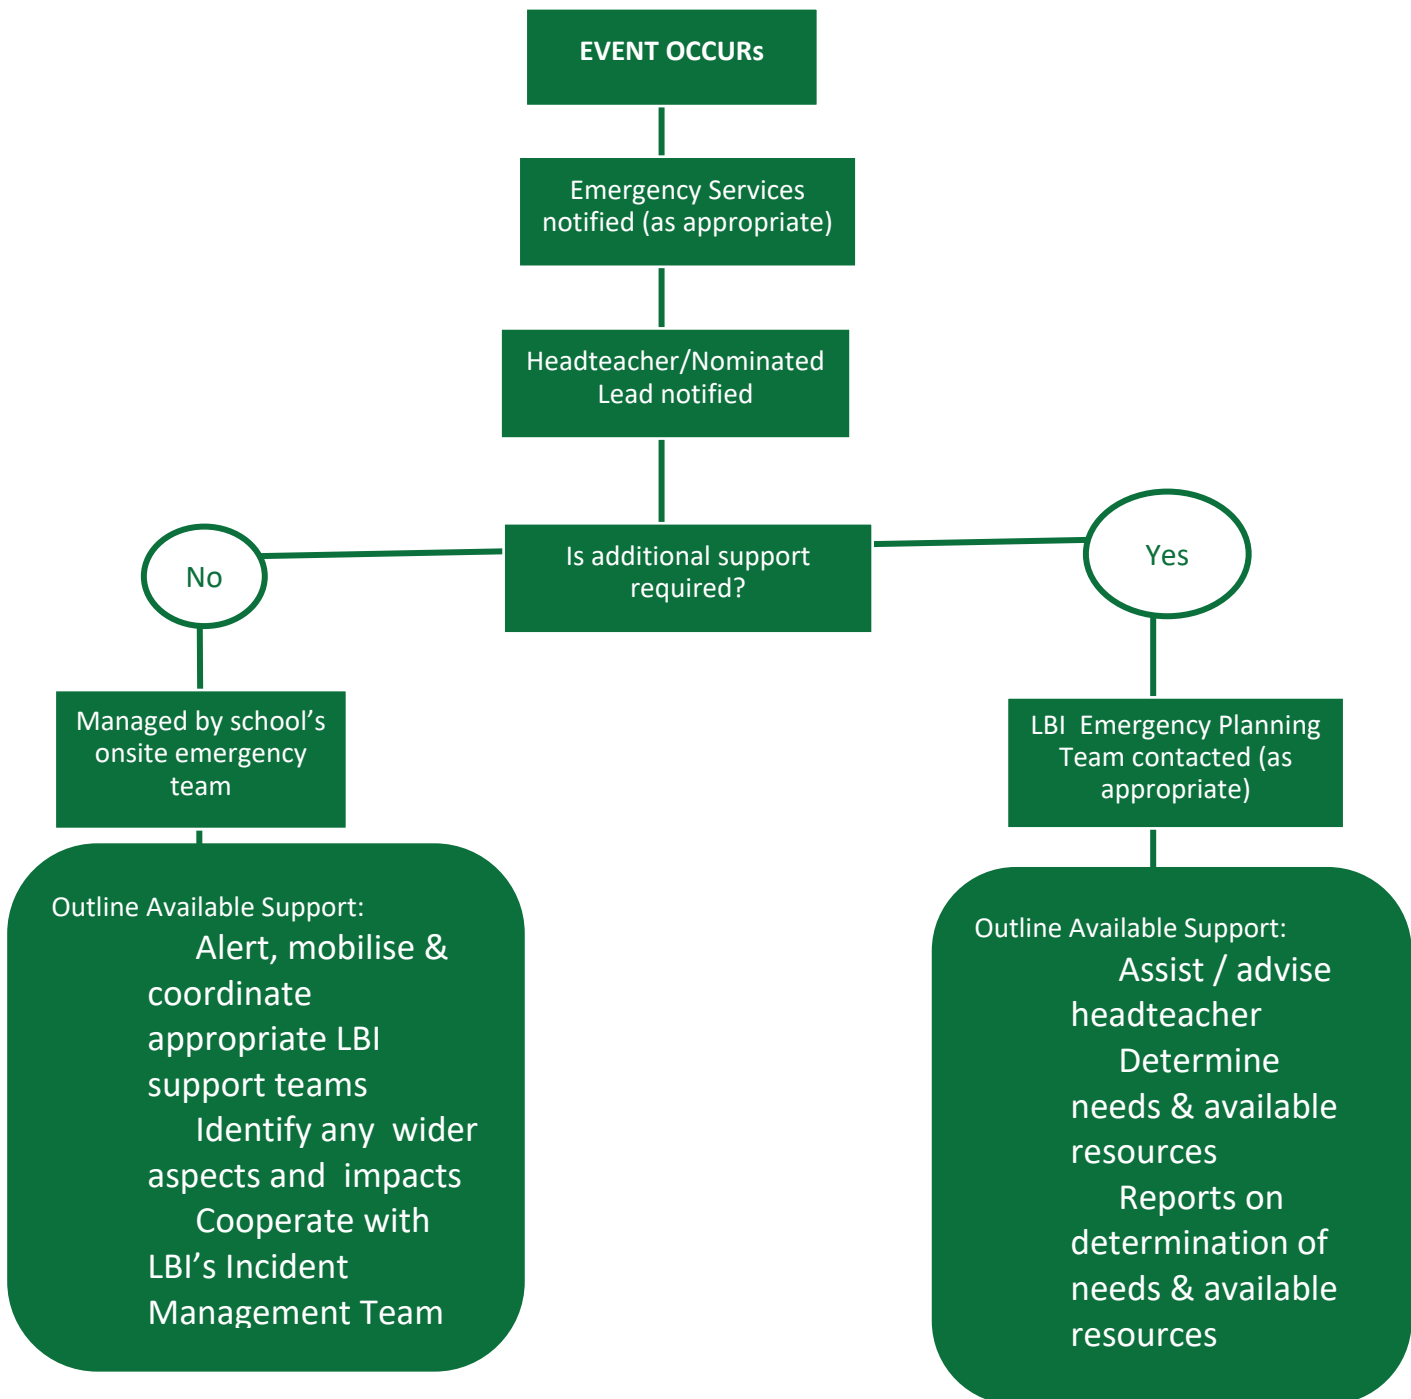 EVENT OCCURs
Emergency Services
notified (as appropriate)
Headteacher/Nominated
Lead notified
Is additional support
required?
No
Yes
Managed by school’s
onsite emergency
team
LBI  Emergency Planning
Team contacted (as
appropriate)
Outline Available Support:
Alert, mobilise &
coordinate
appropriate LBI
support teams
Identify any  wider
aspects and  impacts
Cooperate with
LBI’s Incident
Management Team
Outline Available Support:
Assist / advise
headteacher
Determine
needs & available
resources
Reports on
determination of
needs & available
resources